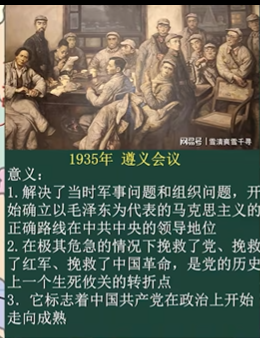 网易号 | 雪漬窦雪千寻
1935年 遵义会议
意义：
1.解决了当时军事问题和组织问题，开
始确立以毛泽东为代表的马克思主义的
正确路线在中共中央的领导地位
2.在极其危急的情况下挽救了党、挽救
了红军、挽救了中国革命，是党的历史
上一个生死攸关的转折点
3．它标志着中国共产党在政治上开始
走向成熟